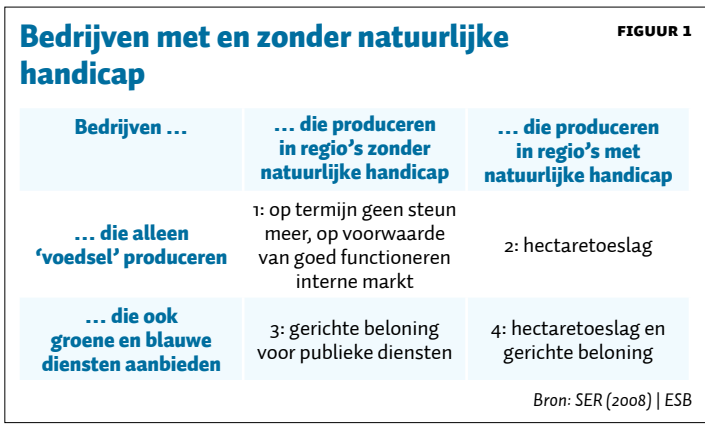 Bedrijven met en zonder natuurlijke
handicap
FIGUUR 1
Bedrijven …
… die produceren
in regio’s zonder
natuurlijke handicap
… die produceren
in regio’s met
natuurlijke handicap
… die alleen
‘voedsel’ produceren
1: op termijn geen steun
meer, op voorwaarde
van goed functioneren
interne markt
2: hectaretoeslag
… die ook
groene en blauwe
diensten aanbieden
3: gerichte beloning
voor publieke diensten
4: hectaretoeslag en
gerichte beloning
Bron: SER (2008) | ESB